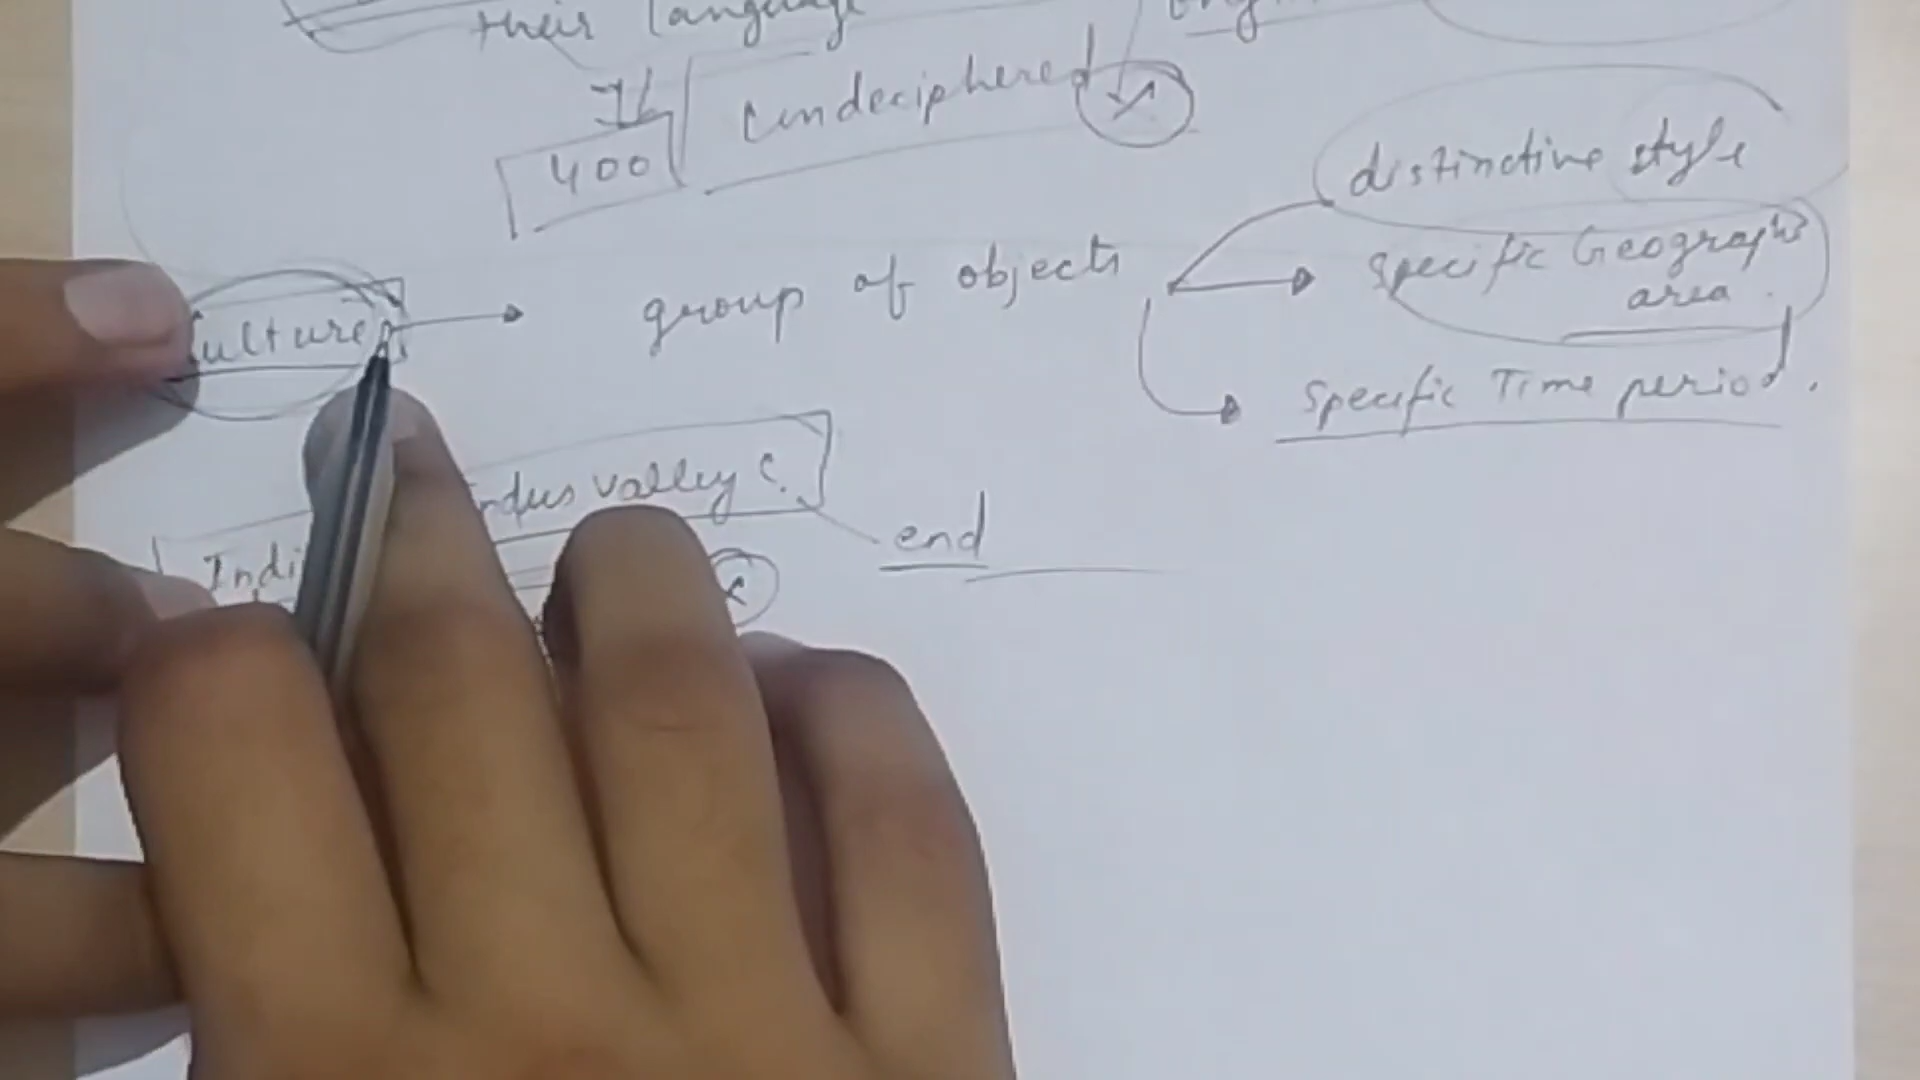 their language
undeciphered
400
distinctive style
Culture
group of objects
specific Geographi
area
specific Time period.
Indus valley C.
end
Indi